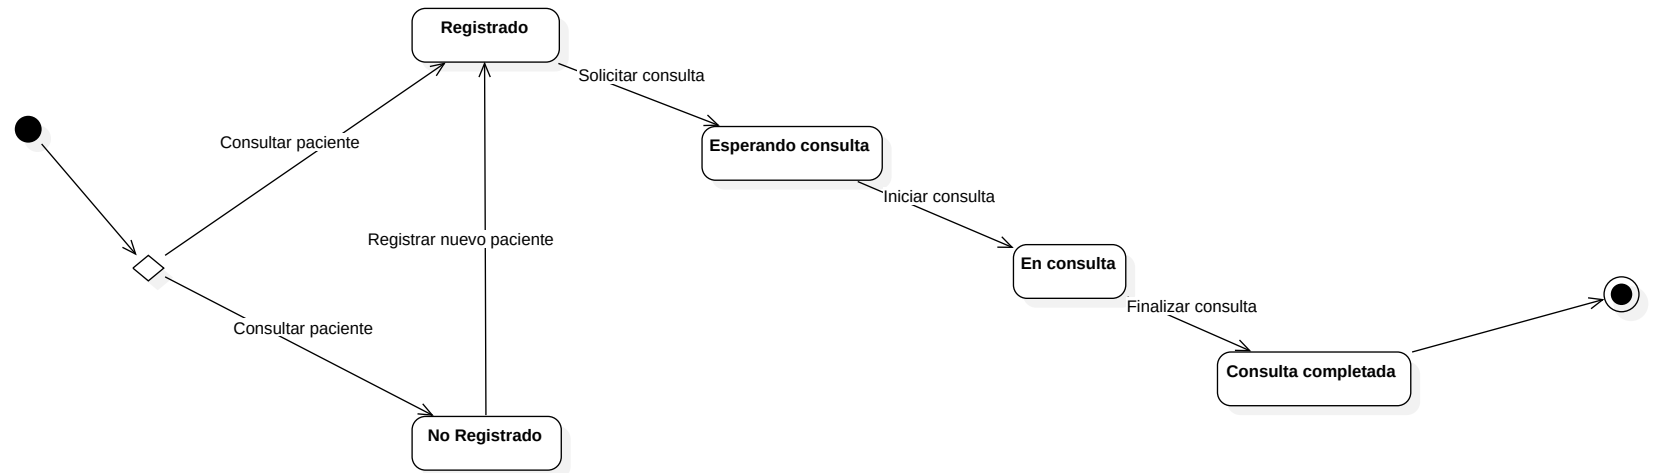 Registrado
Solicitar consulta
Consultar paciente
Esperando consulta
Iniciar consulta
Registrar nuevo paciente
En consulta
Finalizar consulta
Consultar paciente
Consulta completada
No Registrado